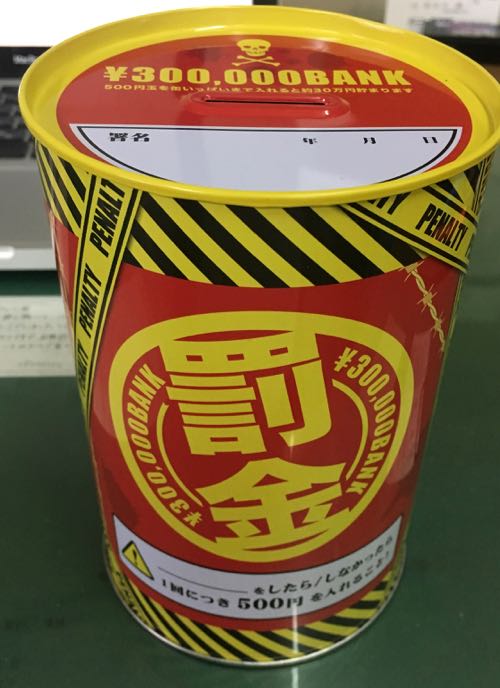 ¥300,000BANK
500円玉を缶いっぱいまで入れると約30万円貯まります
署名 年 月 日
PENALTY
PENALTY
PENALTY
罰金
¥300,000BANK
¥300,000BANK
をしたら/しなかったら
1回につき 500円 を入れること!